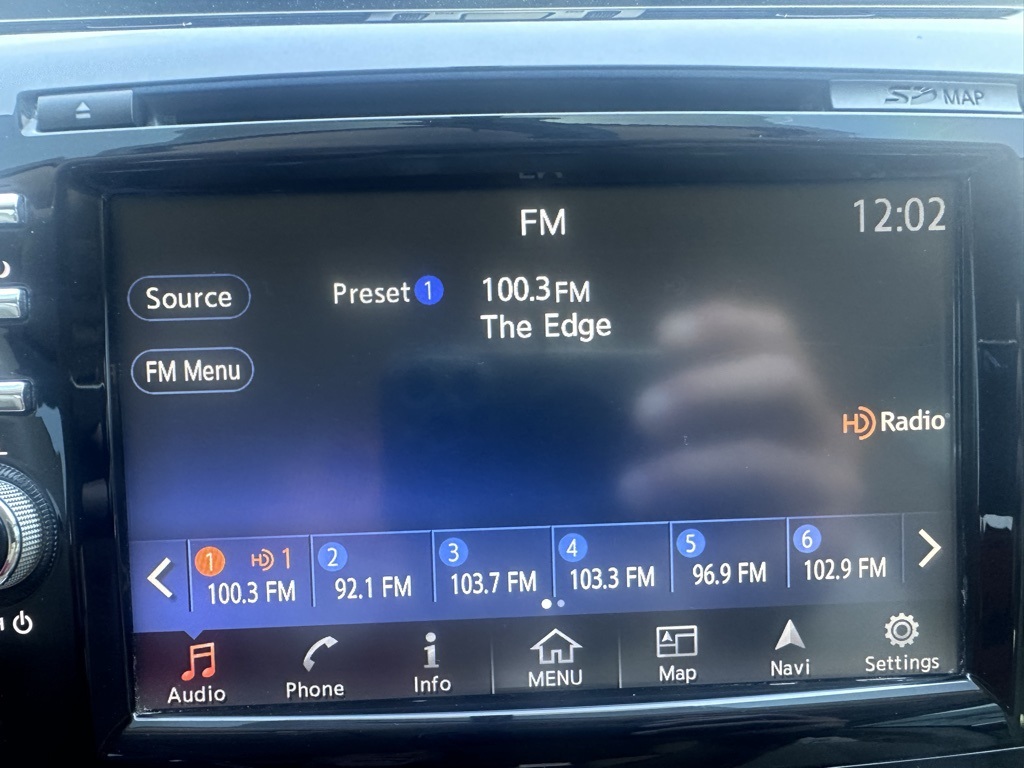 SD MAP
FM
12:02
Source
Preset 1
100.3 FM
The Edge
FM Menu
HD Radio
1 HD 1
100.3 FM
2
92.1 FM
3
103.7 FM
4
103.3 FM
5
96.9 FM
6
102.9 FM
Audio
Phone
Info
MENU
Map
Navi
Settings